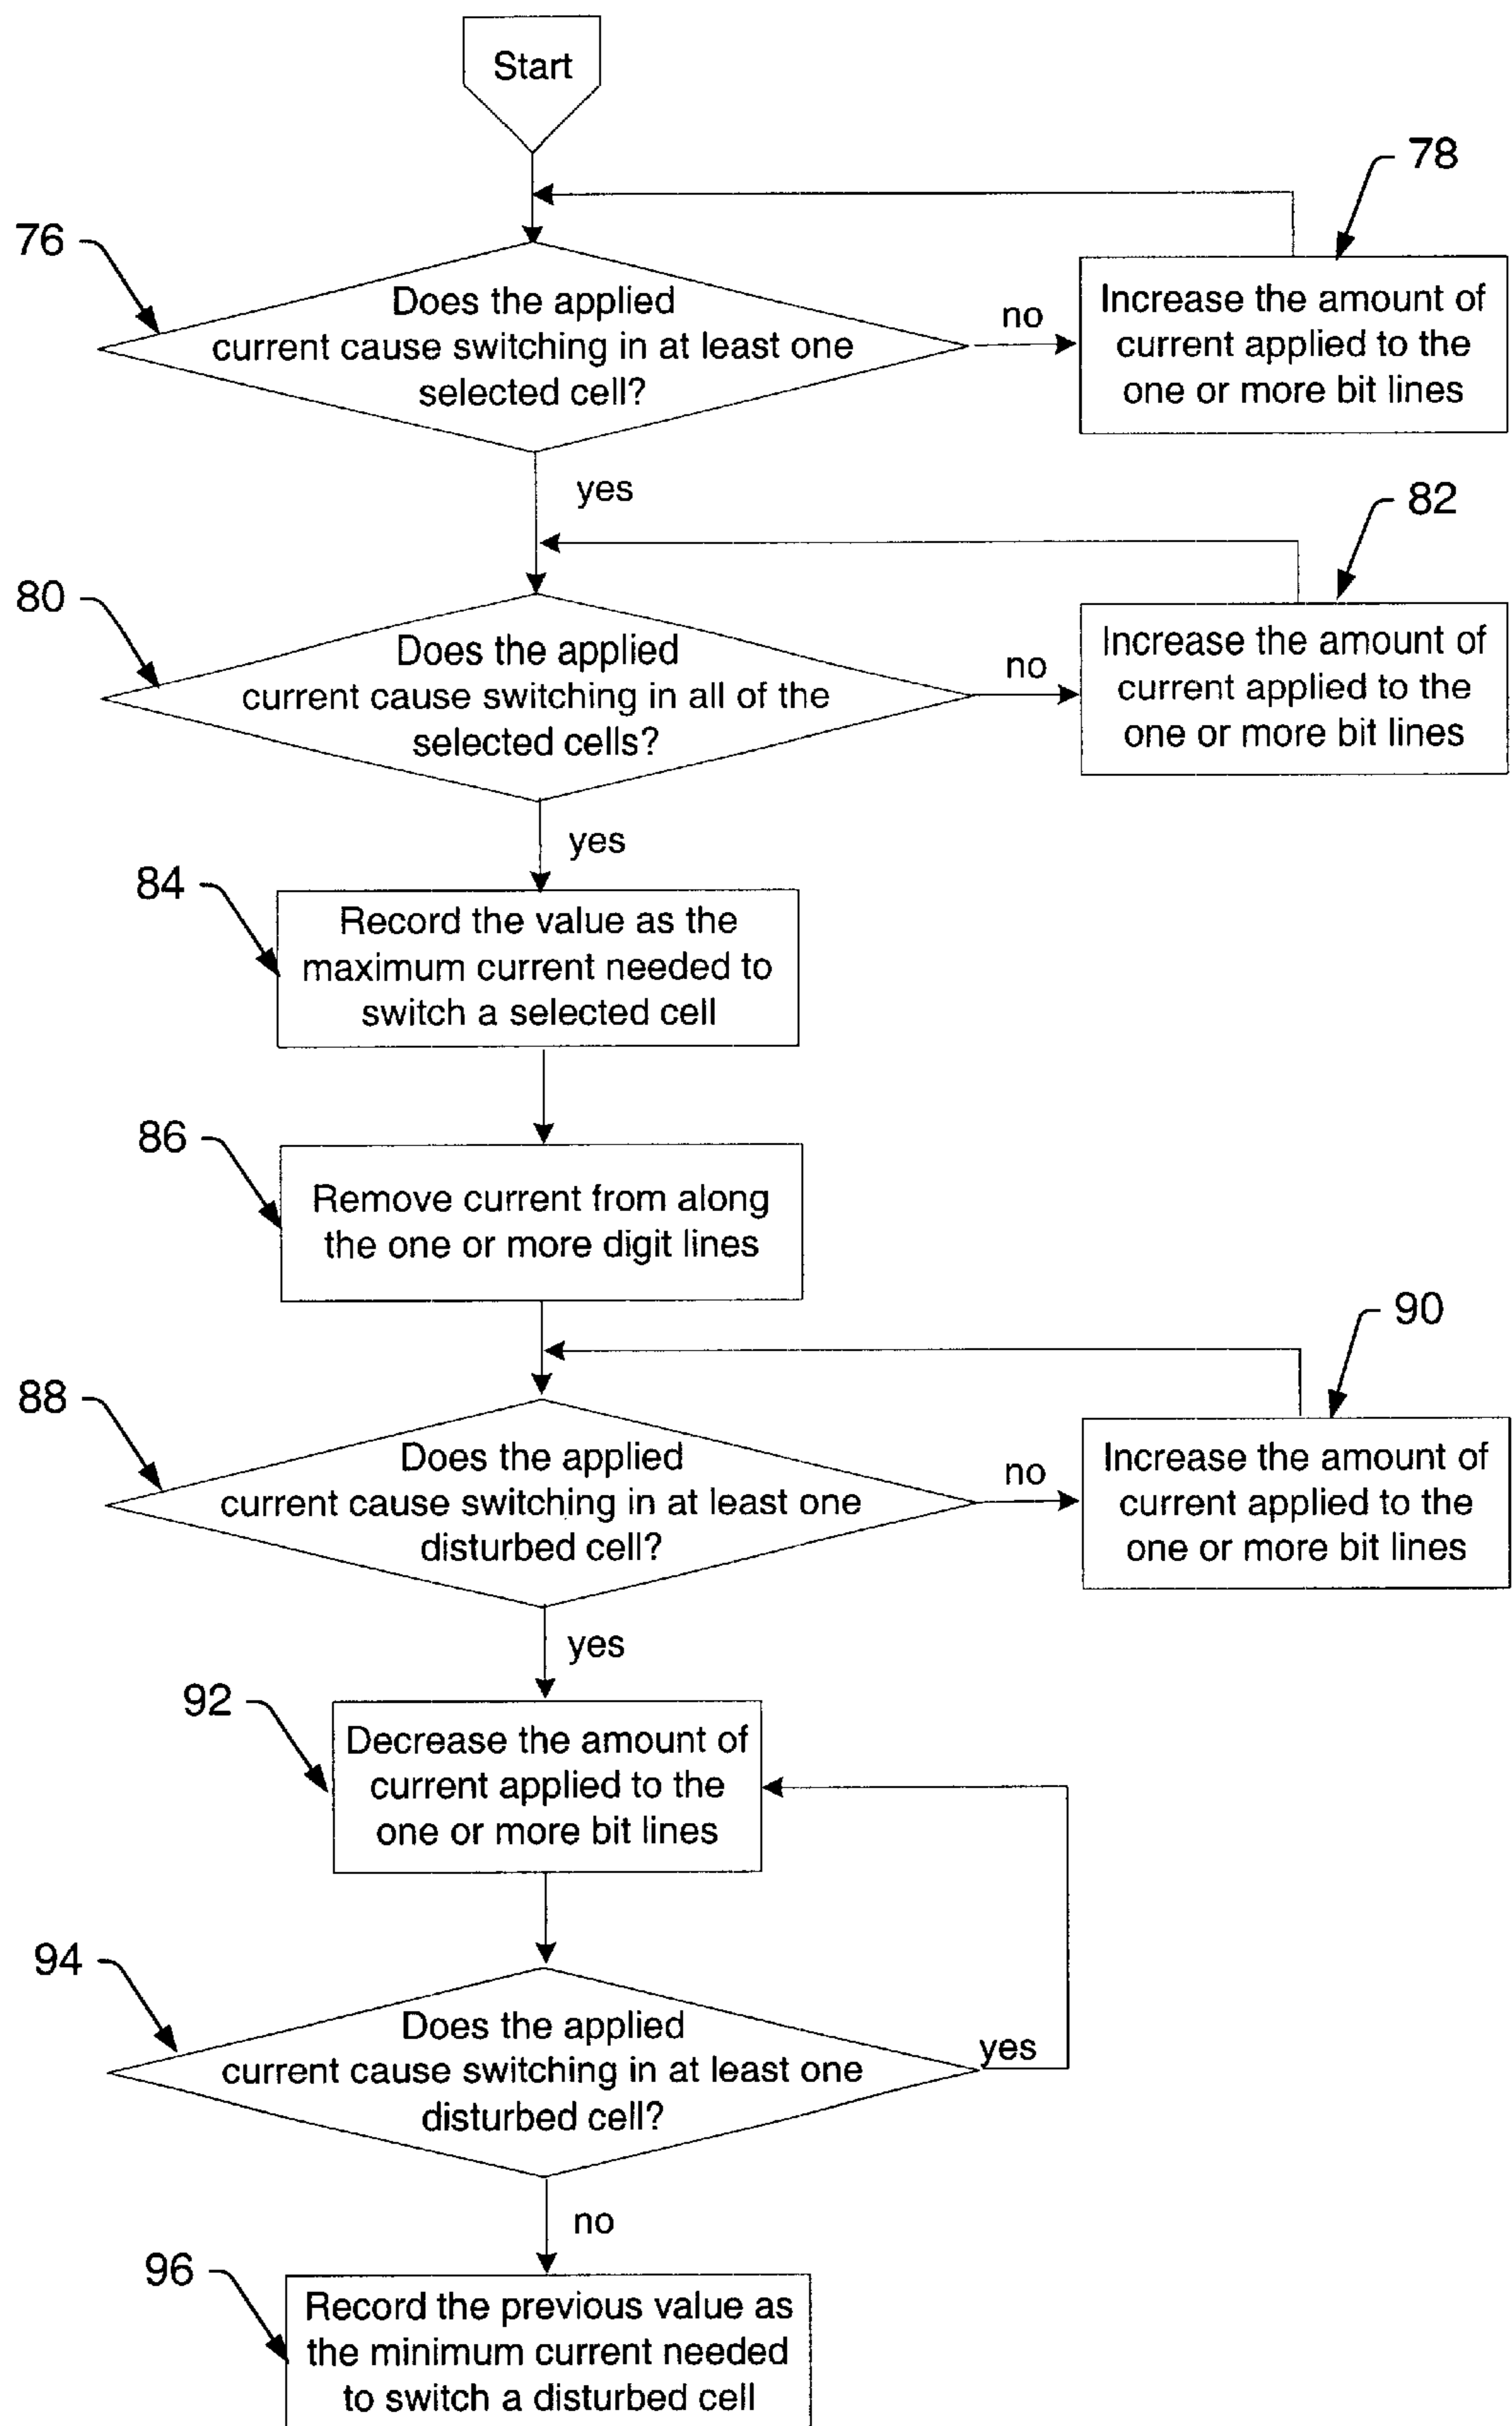 Start
78
76
Does the applied
current cause switching in at least one
selected cell?
no
Increase the amount of
current applied to the
one or more bit lines
yes
82
80
Does the applied
current cause switching in all of the
selected cells?
no
Increase the amount of
current applied to the
one or more bit lines
yes
84
Record the value as the
maximum current needed to
switch a selected cell
86
Remove current from along
the one or more digit lines
90
88
Does the applied
current cause switching in at least one
disturbed cell?
no
Increase the amount of
current applied to the
one or more bit lines
yes
92
Decrease the amount of
current applied to the
one or more bit lines
94
Does the applied
current cause switching in at least one
disturbed cell?
yes
no
96
Record the previous value as
the minimum current needed
to switch a disturbed cell